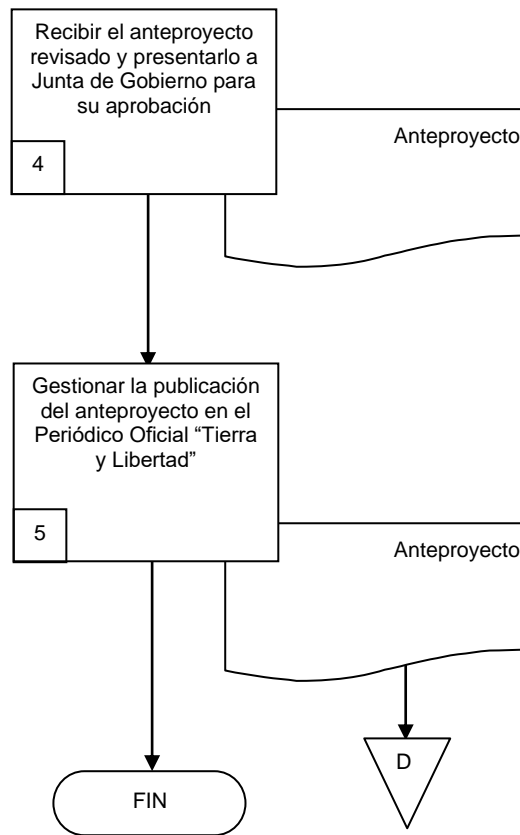 Recibir el anteproyecto
revisado y presentarlo a
Junta de Gobierno para
su aprobación
4
Anteproyecto
Gestionar la publicación
del anteproyecto en el
Periódico Oficial “Tierra
y Libertad”
5
Anteproyecto
D
FIN